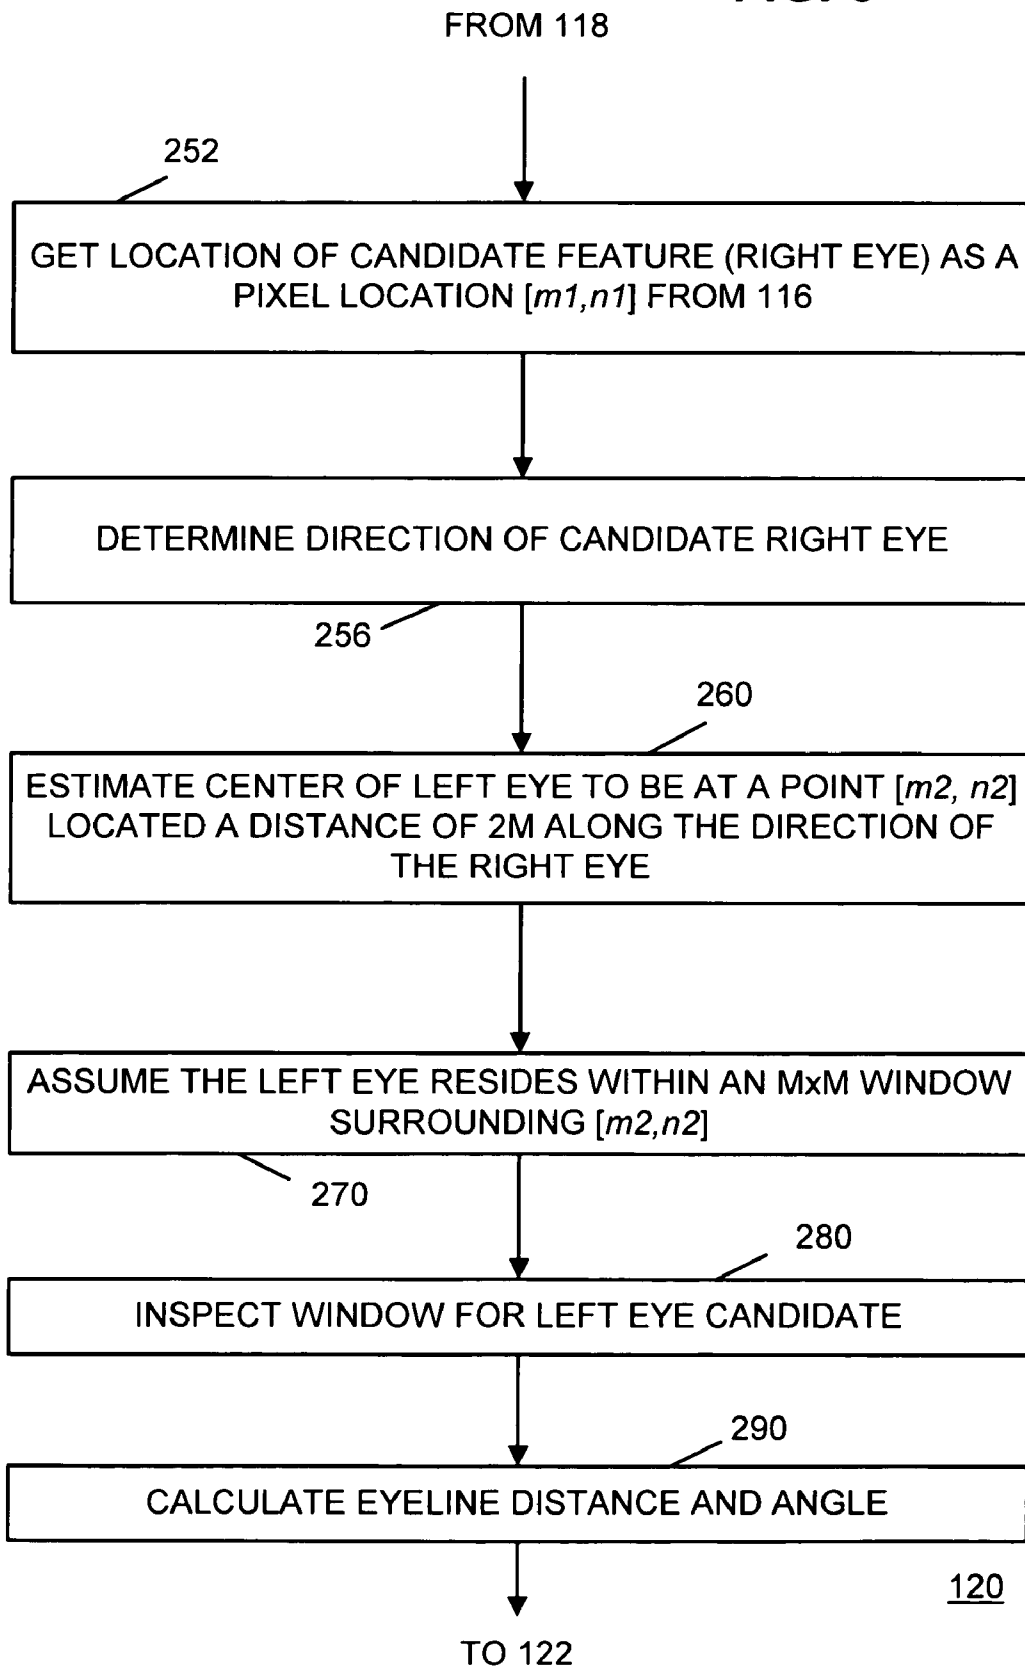 FROM 118
252
GET LOCATION OF CANDIDATE FEATURE (RIGHT EYE) AS A
PIXEL LOCATION [m1,n1] FROM 116
DETERMINE DIRECTION OF CANDIDATE RIGHT EYE
256
260
ESTIMATE CENTER OF LEFT EYE TO BE AT A POINT [m2, n2]
LOCATED A DISTANCE OF 2M ALONG THE DIRECTION OF
THE RIGHT EYE
ASSUME THE LEFT EYE RESIDES WITHIN AN MxM WINDOW
SURROUNDING [m2,n2]
270
280
INSPECT WINDOW FOR LEFT EYE CANDIDATE
290
CALCULATE EYELINE DISTANCE AND ANGLE
120
TO 122